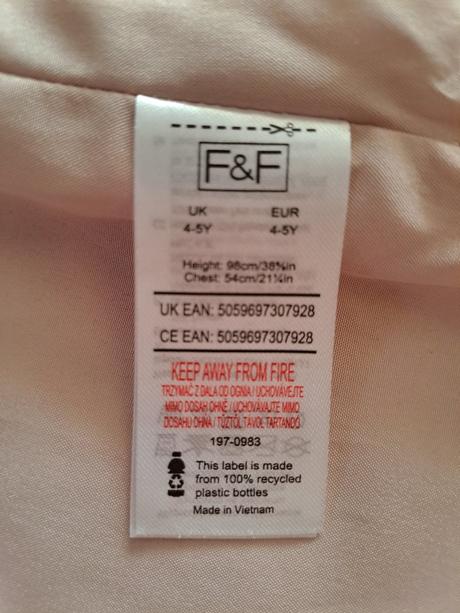 F&F
UK EUR
4-5Y 4-5Y
Height: 98cm/38⅝in
Chest: 54cm/21¼in
UK EAN: 5059697307928
CE EAN: 5059697307928
KEEP AWAY FROM FIRE
TRZYMAĆ Z DALA OD OGNIA / UCHOVÁVEJTE
MIMO DOSAH OHNĚ / UCHOVÁVAJTE MIMO
DOSAHU OHŇA / TŰZTŐL TÁVOL TARTANDÓ
197-0983
This label is made
from 100% recycled
plastic bottles
Made in Vietnam